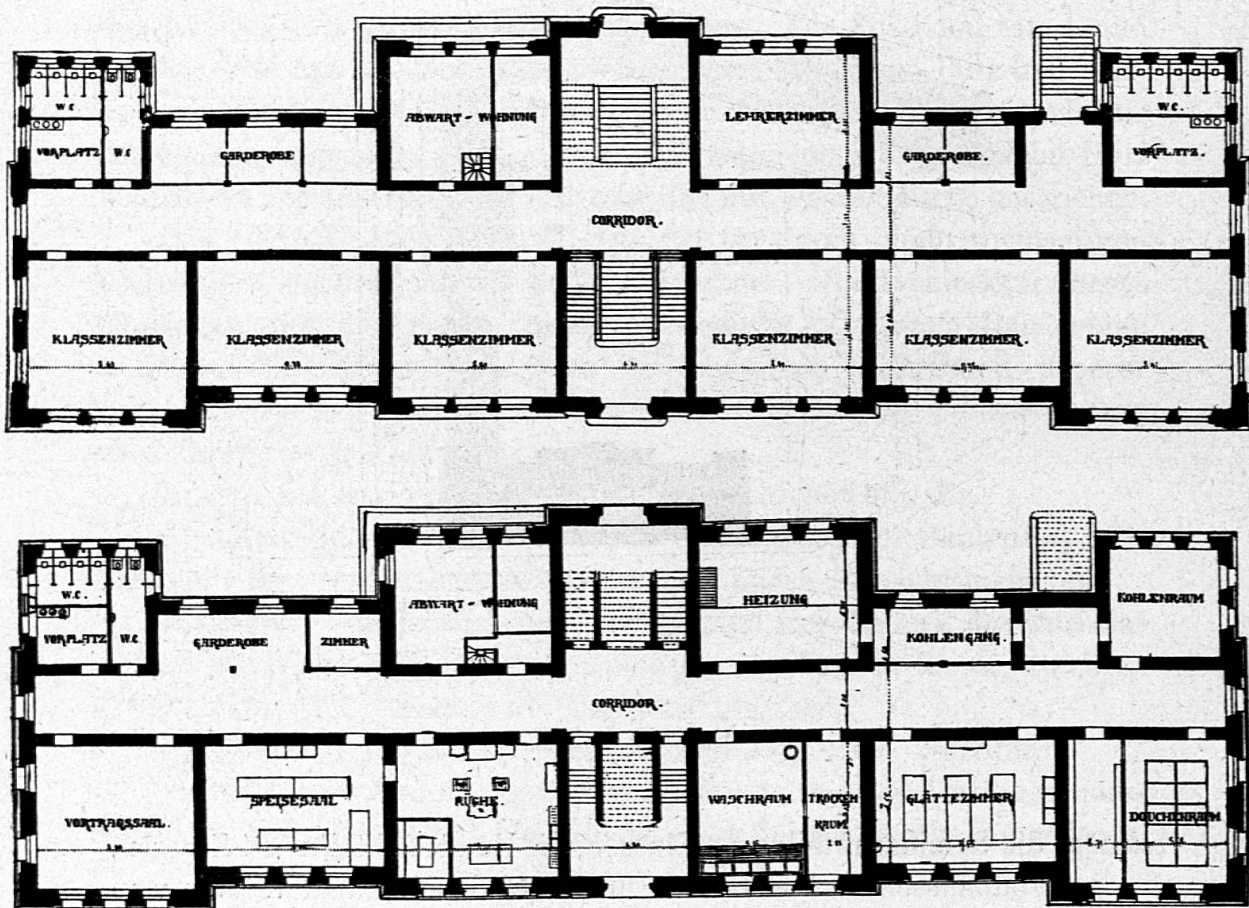 W.C.
VORPLATZ
W.C
GARDEROBE
ABWART - WOHNUNG
LEHRERZIMMER
GARDEROBE.
W.C.
VORPLATZ.
CORRIDOR.
KLASSENZIMMER
KLASSENZIMMER
KLASSENZIMMER
KLASSENZIMMER
KLASSENZIMMER.
KLASSENZIMMER
W.C.
VORPLATZ
W.C
GARDEROBE
ZIMMER
ABWART - WOHNUNG
HEIZUNG
KOHLENGANG.
KOHLENRAUM
CORRIDOR.
VORTRAGSSAAL.
SPEISESAAL
KÜCHE
WASCHRAUM
TROCKEN
RAUM
GLÄTTEZIMMER
DOUCHENRAUM